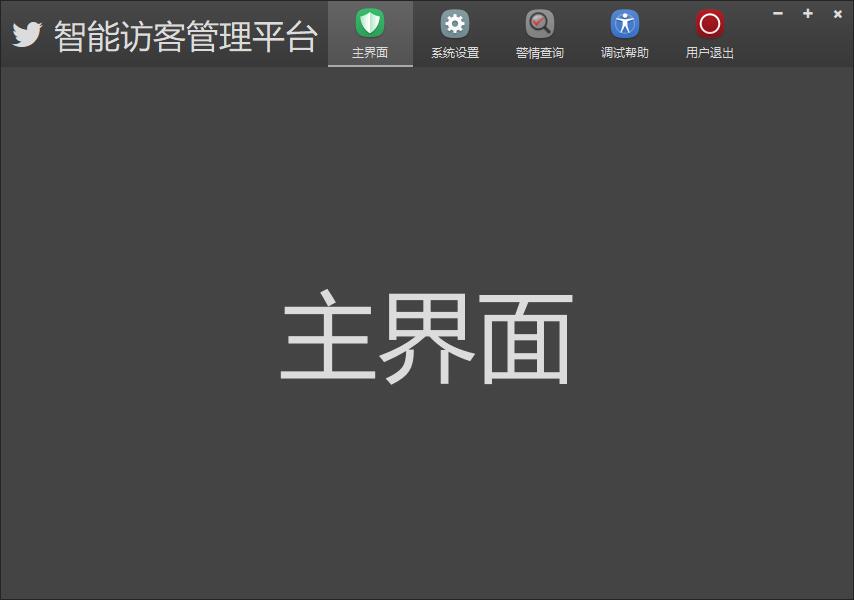 智能访客管理平台
主界面
系统设置
警情查询
调试帮助
用户退出
主界面